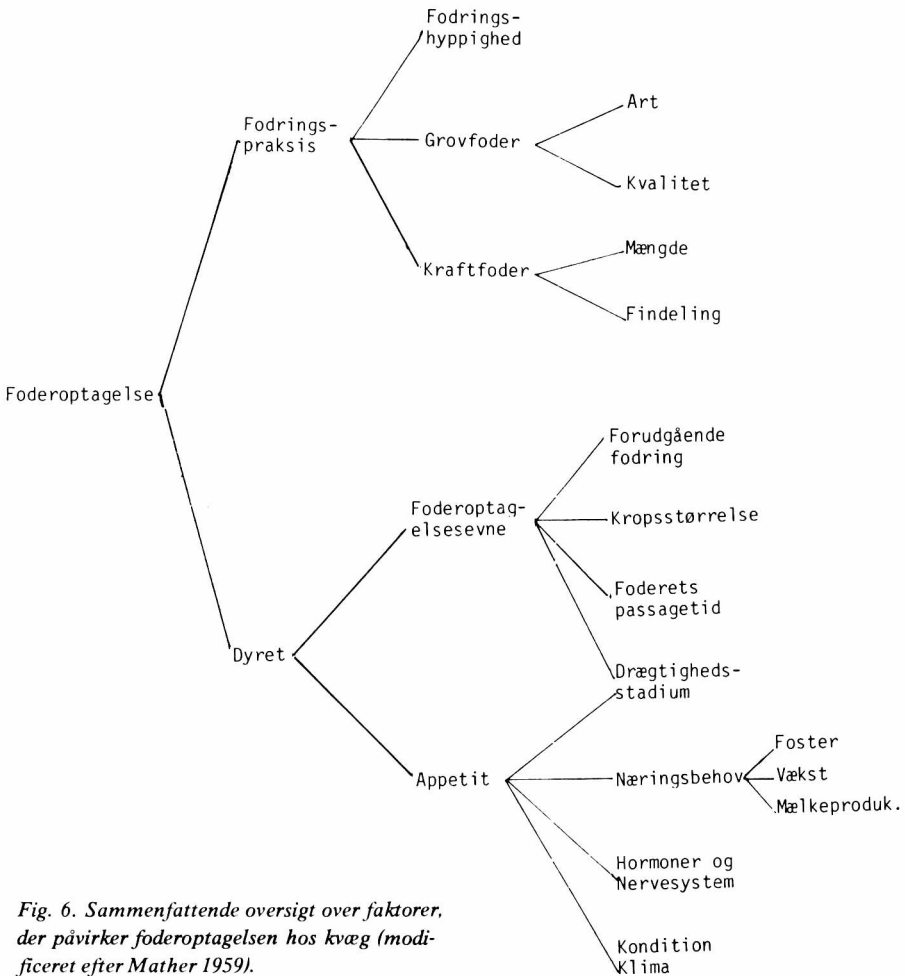 Fodrings-
hyppighed
Fodrings-
praksis
Grovfoder
Art
Kvalitet
Kraftfoder
Mængde
Findeling
Foderoptagelse
Dyret
Foderoptag-
elsesevne
Forudgående
fodring
Kropsstørrelse
Foderets
passagetid
Drægtigheds-
stadium
Appetit
Næringsbehov
Foster
Vækst
Mælkeproduk.
Hormoner og
Nervesystem
Kondition
Klima
Fig. 6. Sammenfattende oversigt over faktorer,
der påvirker foderoptagelsen hos kvæg (modi-
ficeret efter Mather 1959).